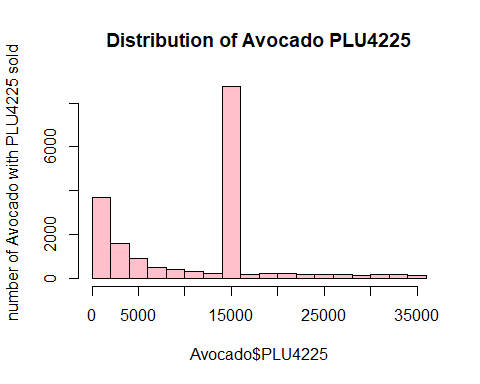 Distribution of Avocado PLU4225
number of Avocado with PLU4225 sold
6000
2000
0
0 5000 15000 25000 35000
Avocado$PLU4225